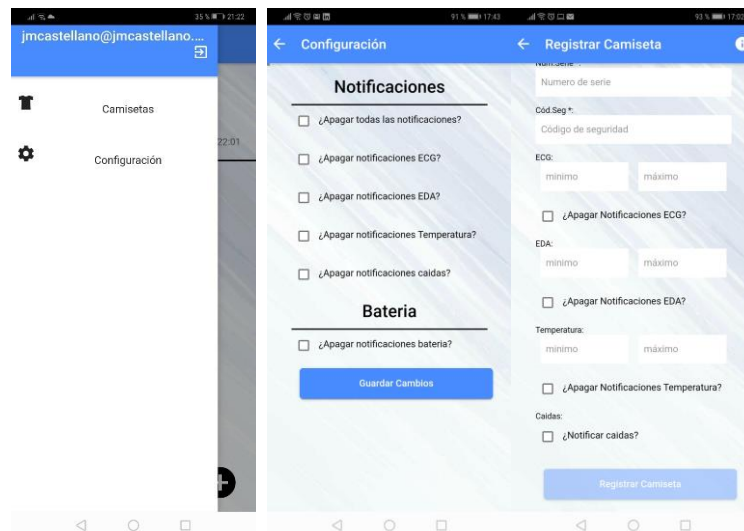 35 % 21:22
jmcastellano@jmcastellano....
Camisetas
22:01
Configuración
91 % 17:43
Configuración
Notificaciones
¿Apagar todas las notificaciones?
¿Apagar notificaciones ECG?
¿Apagar notificaciones EDA?
¿Apagar notificaciones Temperatura?
¿Apagar notificaciones caidas?
Bateria
¿Apagar notificaciones bateria?
Guardar Cambios
93 % 17:02
Registrar Camiseta
Num.Serie *:
Numero de serie
Cód.Seg *:
Código de seguridad
ECG:
minimo máximo
¿Apagar Notificaciones ECG?
EDA:
minimo máximo
¿Apagar Notificaciones EDA?
Temperatura:
minimo máximo
¿Apagar Notificaciones Temperatura?
Caidas:
¿Notificar caidas?
Registrar Camiseta